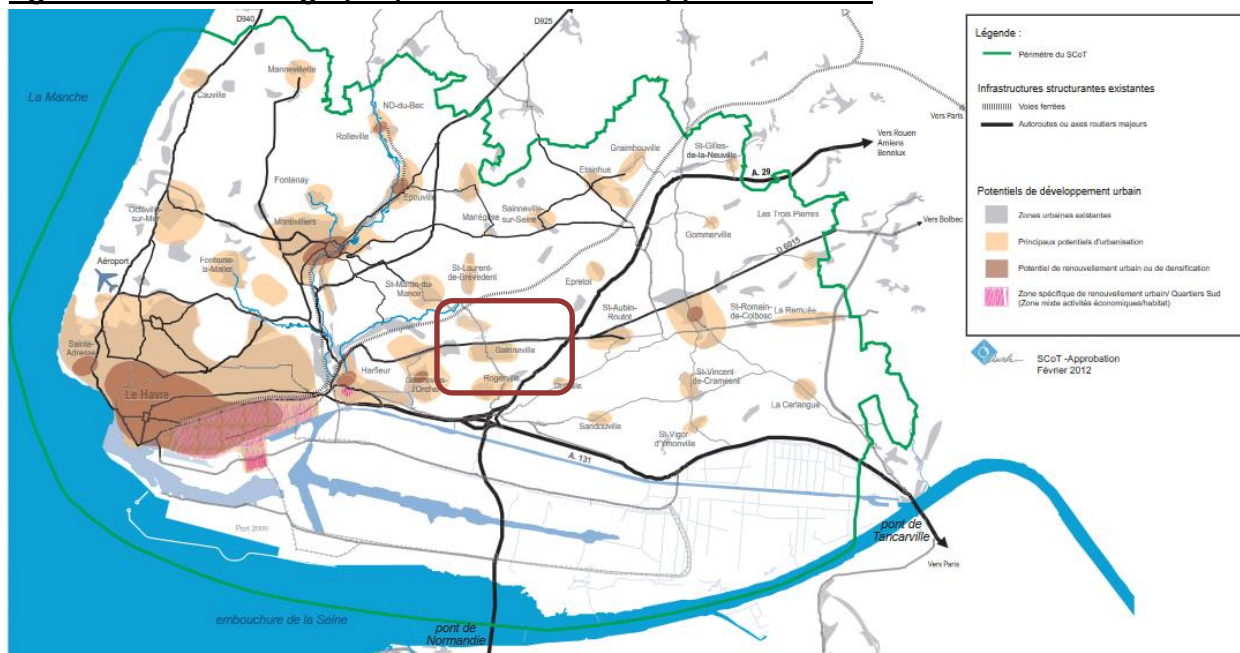 D940
D925
La Manche
Mannevillette
Cauville
ND-du-Bec
Rolleville
Vers Paris
Vers Rouen
Amiens
Benelux
Graimbouville
St-Gilles-
de-la-Neuville
A. 29
Etainhus
Fontenay
Epouville
Octeville-
sur-Mer
Montivilliers
Manéglise
Sainneville-
sur-Seine
Les Trois Pierres
Vers Bolbec
Gommerville
D 6015
Aéroport
Fontaine-
la-Mallet
St-Laurent-
de-Brévedent
St-Martin-du-
Manoir
Epretot
St-Aubin-
Routot
St-Romain-
de-Colbosc
La Remuée
Sainte-
Adresse
Gainneville
Harfleur
Rogerville
St-Vincent-
de-Cramesnil
Le Havre
La Cerlangue
Sandouville
St-Vigor
d'Ymonville
A. 131
Port 2000
pont de
Tancarville
Vers Paris
embouchure de la Seine
pont de
Normandie
Légende :
Périmètre du SCoT
Infrastructures structurantes existantes
Voies ferrées
Autoroutes ou axes routiers majeurs
Potentiels de développement urbain
Zones urbaines existantes
Principaux potentiels d'urbanisation
Potentiel de renouvellement urbain ou de densification
Zone spécifique de renouvellement urbain/ Quartiers Sud
(Zone mixte activités économiques/habitat)
SCoT -Approbation
Février 2012